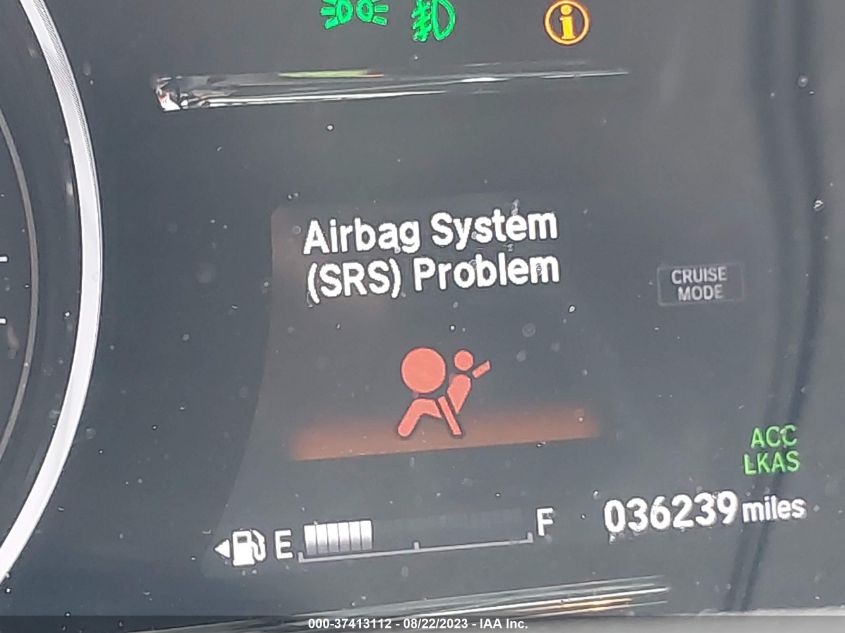 i
Airbag System
(SRS) Problem
CRUISE
MODE
ACC
LKAS
E F 036239 miles
000-37413112 - 08/22/2023 - IAA Inc.